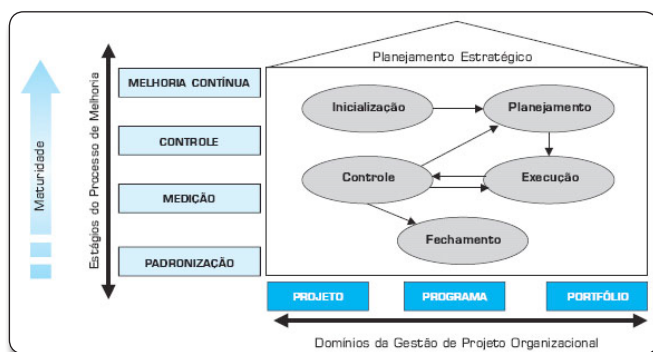 Planejamento Estratégico
Maturidade
Estágios do Processo de Melhoria
MELHORIA CONTÍNUA
CONTROLE
MEDIÇÃO
PADRONIZAÇÃO
Inicialização
Planejamento
Controle
Execução
Fechamento
PROJETO
PROGRAMA
PORTFÓLIO
Domínios da Gestão de Projeto Organizacional